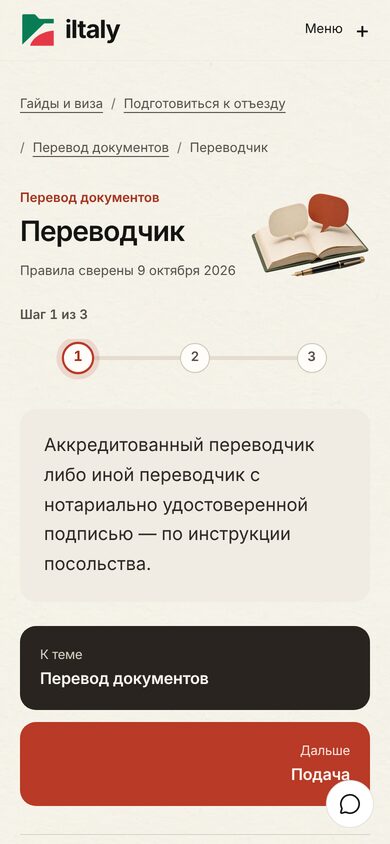 iItaly
Меню +
Гайды и виза / Подготовиться к отъезду
/ Перевод документов / Переводчик
Перевод документов
Переводчик
Правила сверены 9 октября 2026
Шаг 1 из 3
1 2 3
Аккредитованный переводчик
либо иной переводчик с
нотариально удостоверенной
подписью — по инструкции
посольства.
К теме
Перевод документов
Дальше
Подача